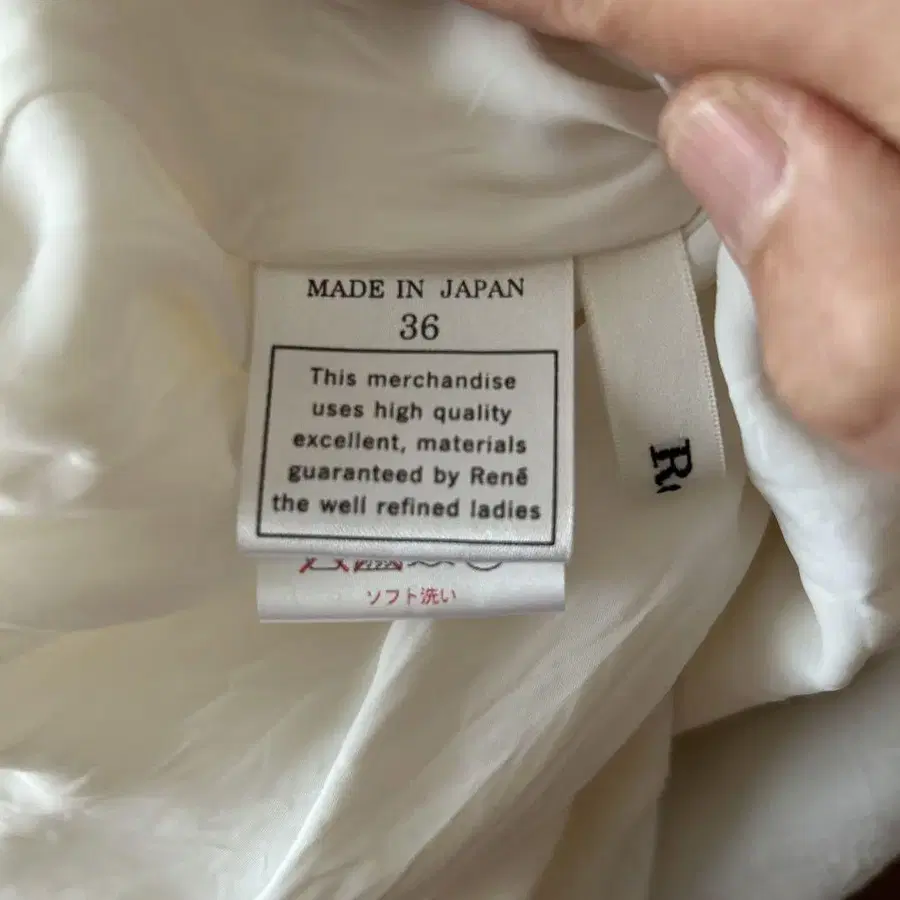 MADE IN JAPAN
36
This merchandise
uses high quality
excellent, materials
guaranteed by René
the well refined ladies
ソフト洗い
R